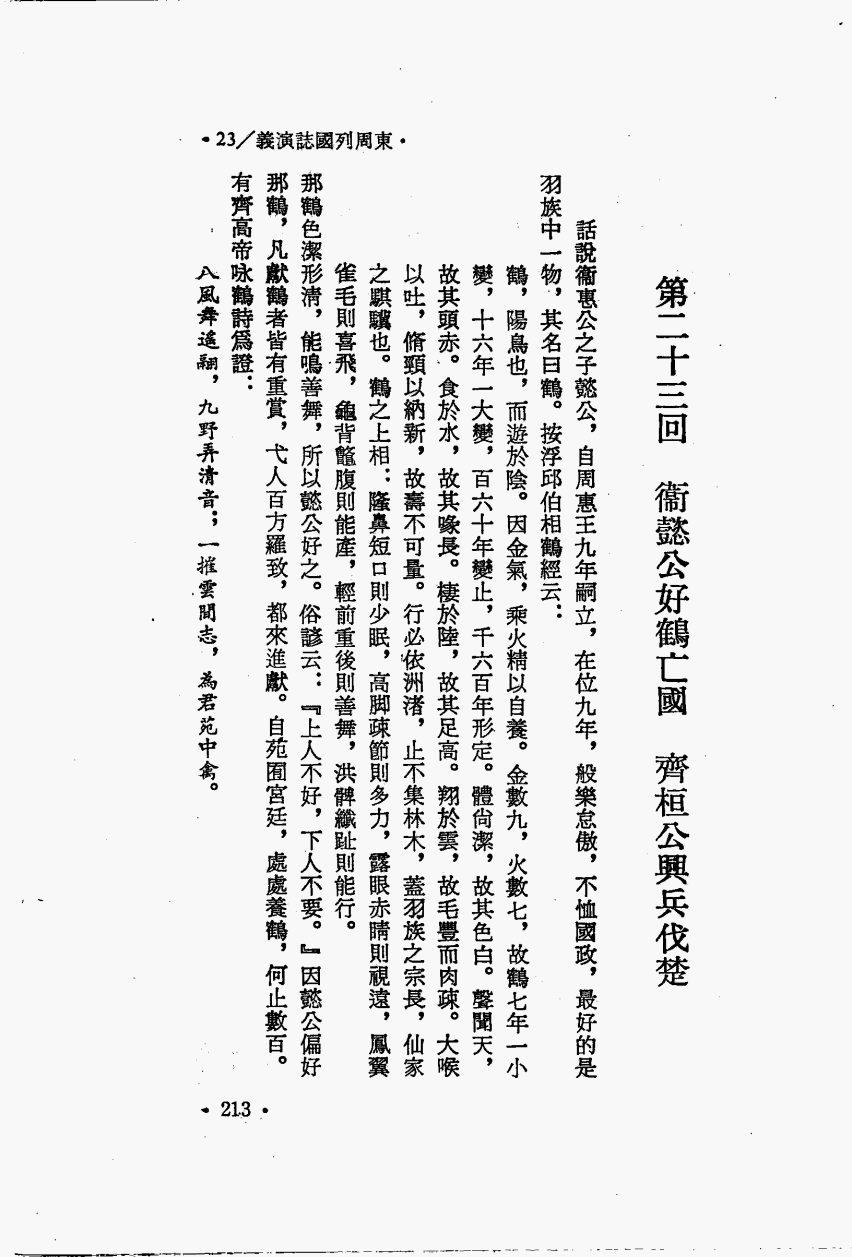 ·東周列國誌演義/23·
第二十三回　衞懿公好鶴亡國　齊桓公興兵伐楚
話說衞惠公之子懿公，自周惠王九年嗣立，在位九年，般樂怠傲，不恤國政，最好的是
羽族中一物，其名曰鶴。按浮邱伯相鶴經云：
鶴，陽鳥也，而遊於陰。因金氣，乘火精以自養。金數九，火數七，故鶴七年一小
變，十六年一大變，百六十年變止，千六百年形定。體尙潔，故其色白。聲聞天，
故其頭赤。食於水，故其喙長。棲於陸，故其足高。翔於雲，故毛豐而肉疎。大喉
以吐，脩頸以納新，故壽不可量。行必依洲渚，止不集林木，蓋羽族之宗長，仙家
之騏驥也。鶴之上相：隆鼻短口則少眠，高脚疎節則多力，露眼赤睛則視遠，鳳翼
雀毛則喜飛，龜背鼈腹則能產，輕前重後則善舞，洪髀纖趾則能行。
那鶴色潔形淸，能鳴善舞，所以懿公好之。俗諺云：『上人不好，下人不要。』因懿公偏好
那鶴，凡獻鶴者皆有重賞，弋人百方羅致，都來進獻。自苑囿宮廷，處處養鶴，何止數百。
有齊高帝咏鶴詩爲證：
八風舞遙翮，九野弄清音；一摧雲間志，為君苑中禽。
·213·